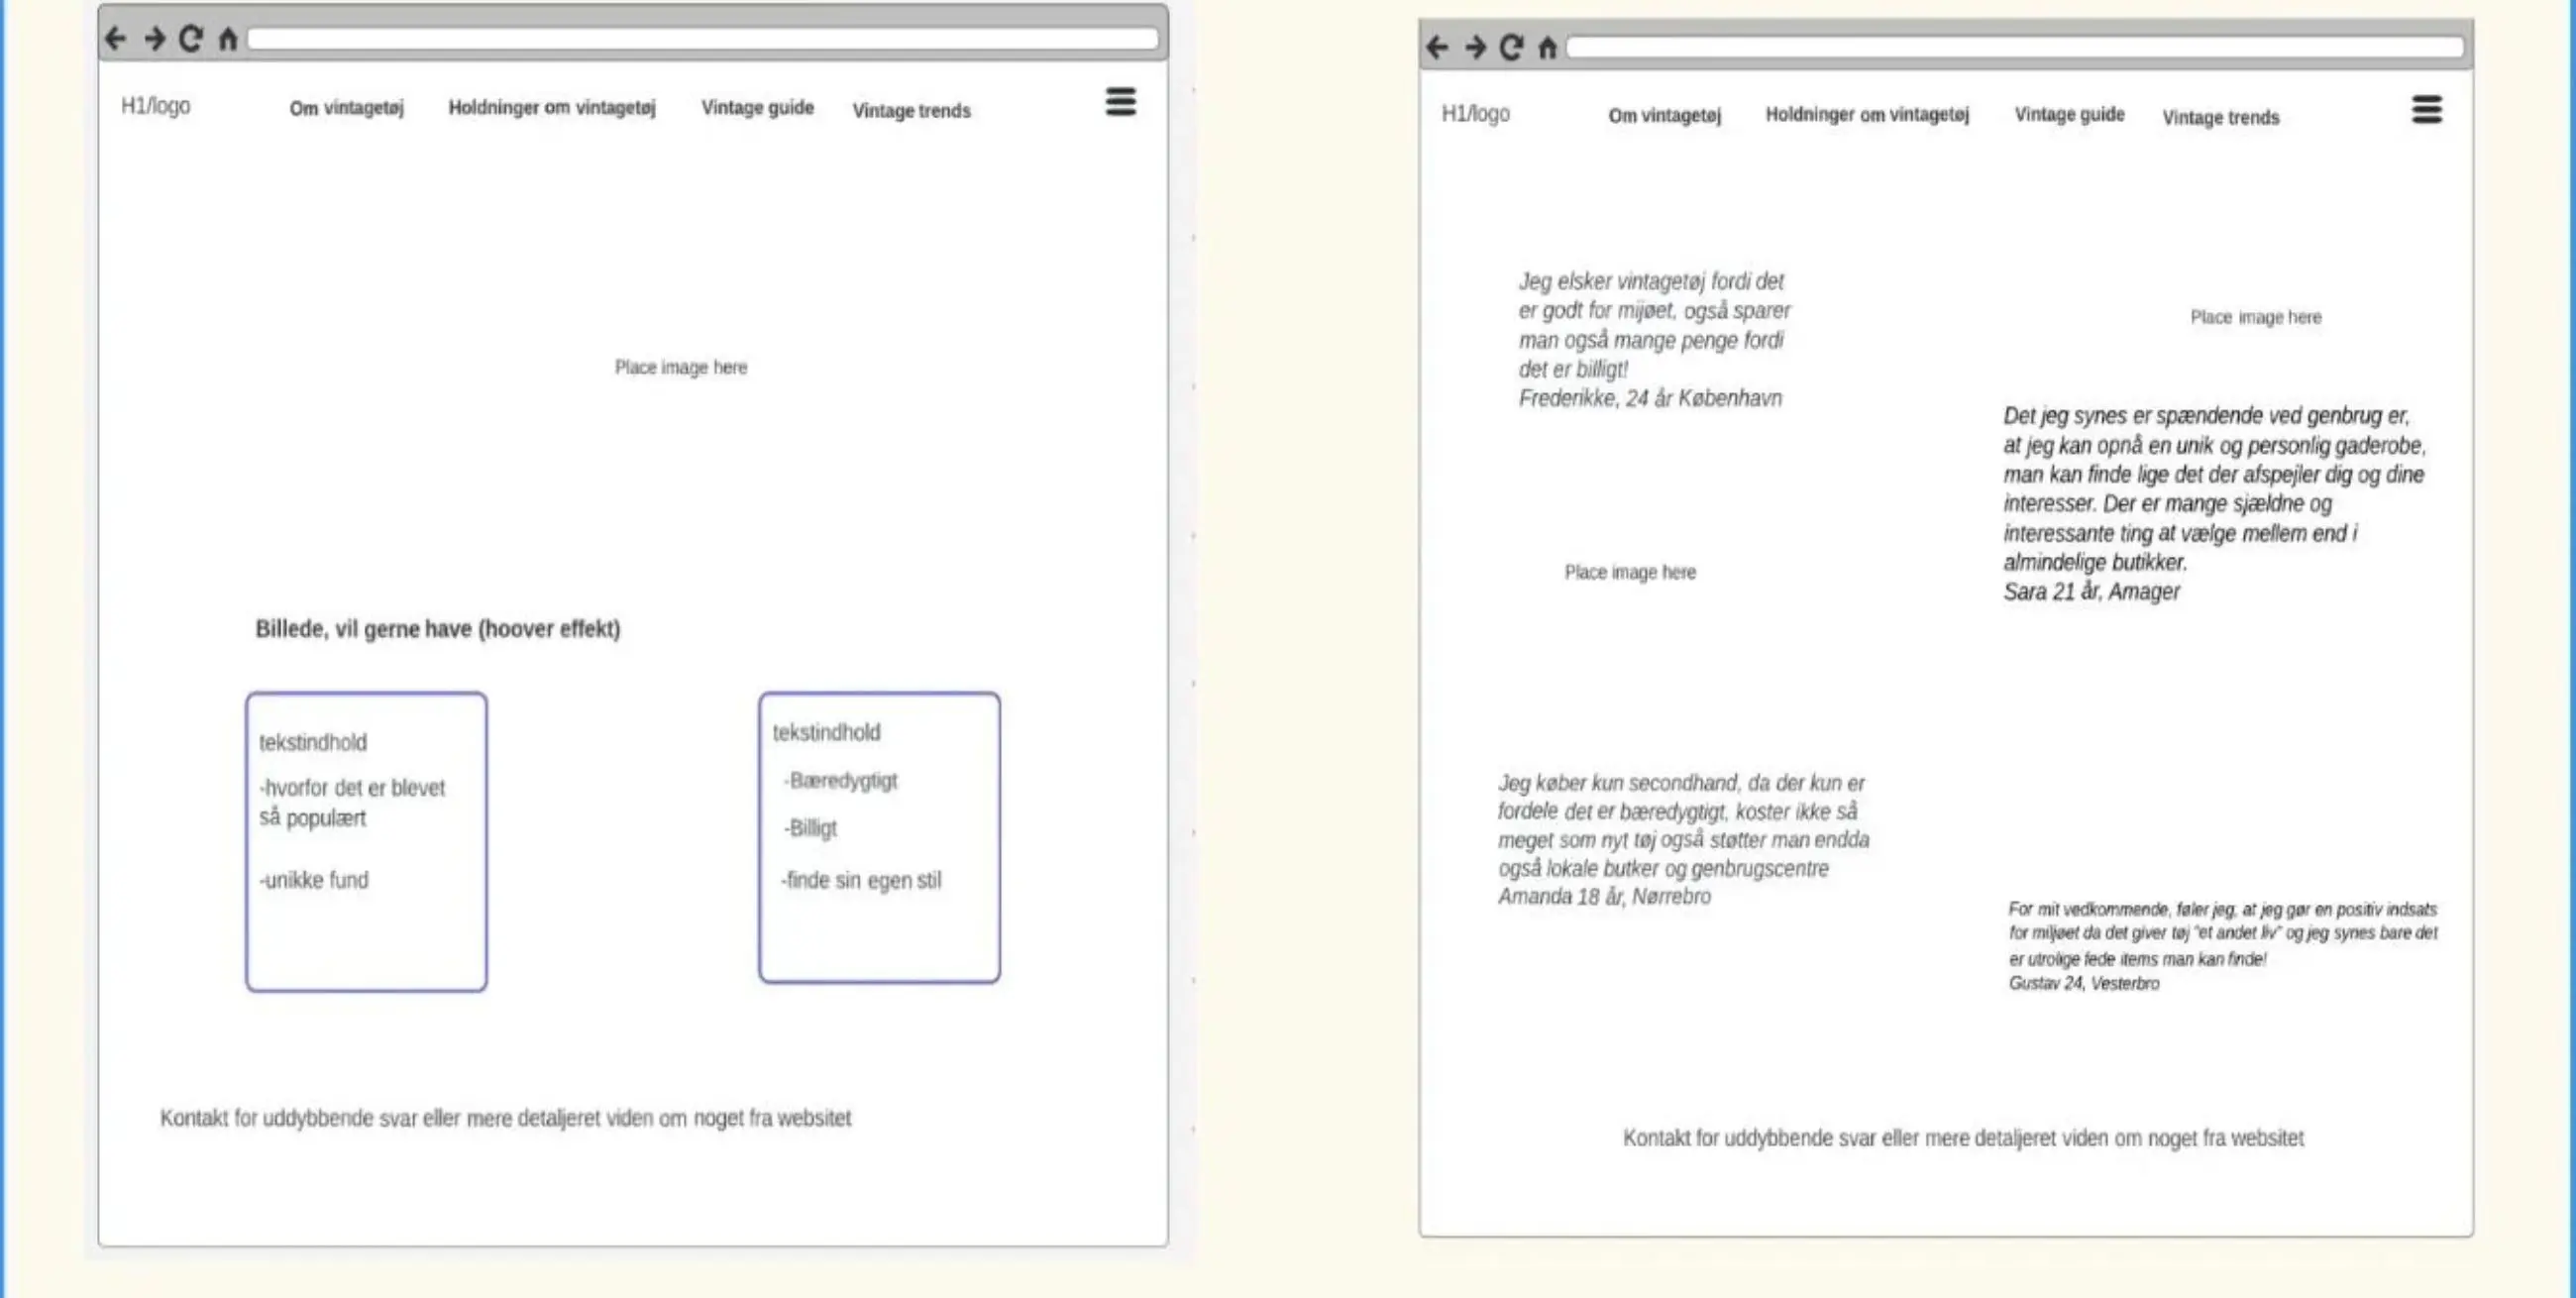 H1/logo
Om vintagetøj
Holdninger om vintagetøj
Vintage guide
Vintage trends
Place image here
Billede, vil gerne have (hoover effekt)
tekstindhold
-hvorfor det er blevet
så populært
-unikke fund
tekstindhold
-Bæredygtigt
-Billigt
-finde sin egen stil
Kontakt for uddybbende svar eller mere detaljeret viden om noget fra websitet
H1/logo
Om vintagetøj
Holdninger om vintagetøj
Vintage guide
Vintage trends
Jeg elsker vintagetøj fordi det
er godt for mijøet, også sparer
man også mange penge fordi
det er billigt!
Frederikke, 24 år København
Place image here
Det jeg synes er spændende ved genbrug er,
at jeg kan opnå en unik og personlig gaderobe,
man kan finde lige det der afspejler dig og dine
interesser. Der er mange sjældne og
interessante ting at vælge mellem end i
almindelige butikker.
Sara 21 år, Amager
Place image here
Jeg køber kun secondhand, da der kun er
fordele det er bæredygtigt, koster ikke så
meget som nyt tøj også støtter man endda
også lokale butker og genbrugscentre
Amanda 18 år, Nørrebro
For mit vedkommende, føler jeg, at jeg gør en positiv indsats
for miljøet da det giver tøj "et andet liv" og jeg synes bare det
er utrolige fede items man kan finde!
Gustav 24, Vesterbro
Kontakt for uddybbende svar eller mere detaljeret viden om noget fra websitet